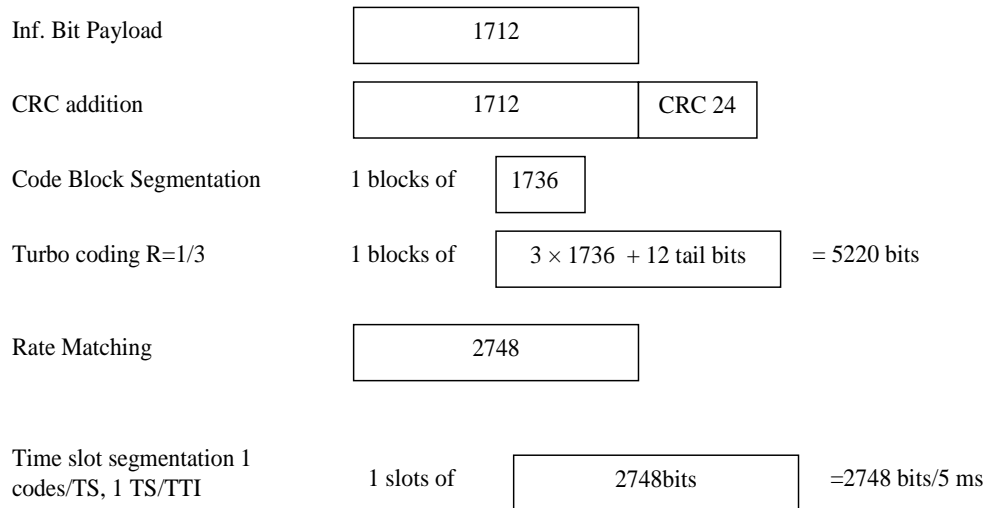 Inf. Bit Payload 1712
CRC addition 1712 CRC 24
Code Block Segmentation 1 blocks of 1736
Turbo coding R=1/3 1 blocks of 3 × 1736 + 12 tail bits = 5220 bits
Rate Matching 2748
Time slot segmentation 1
codes/TS, 1 TS/TTI 1 slots of 2748bits =2748 bits/5 ms